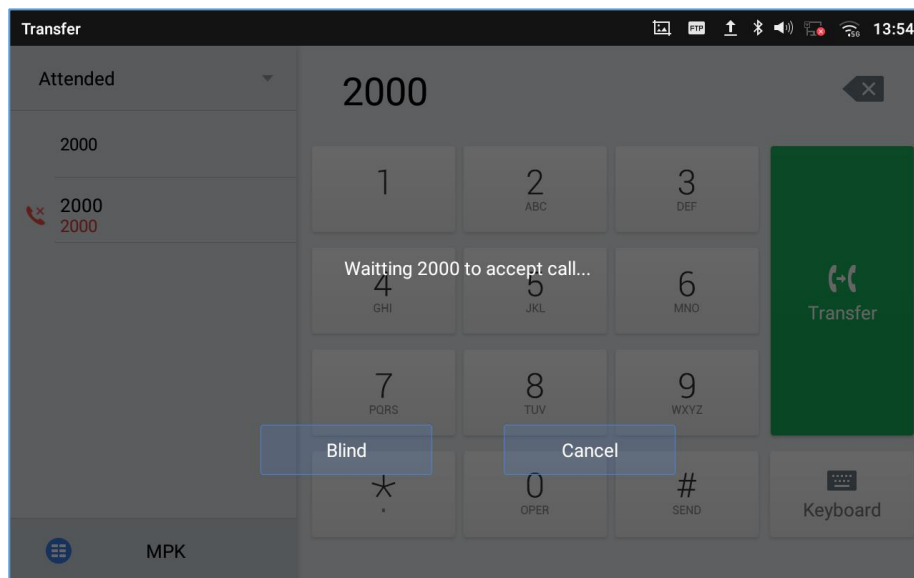 Transfer
FTP
5G
13:54
Attended
2000
2000
2000
2000
1
2
ABC
3
DEF
Waitting 2000 to accept call...
4
GHI
5
JKL
6
MNO
Transfer
7
PQRS
8
TUV
9
WXYZ
Blind
Cancel
*
.
0
OPER
#
SEND
Keyboard
MPK